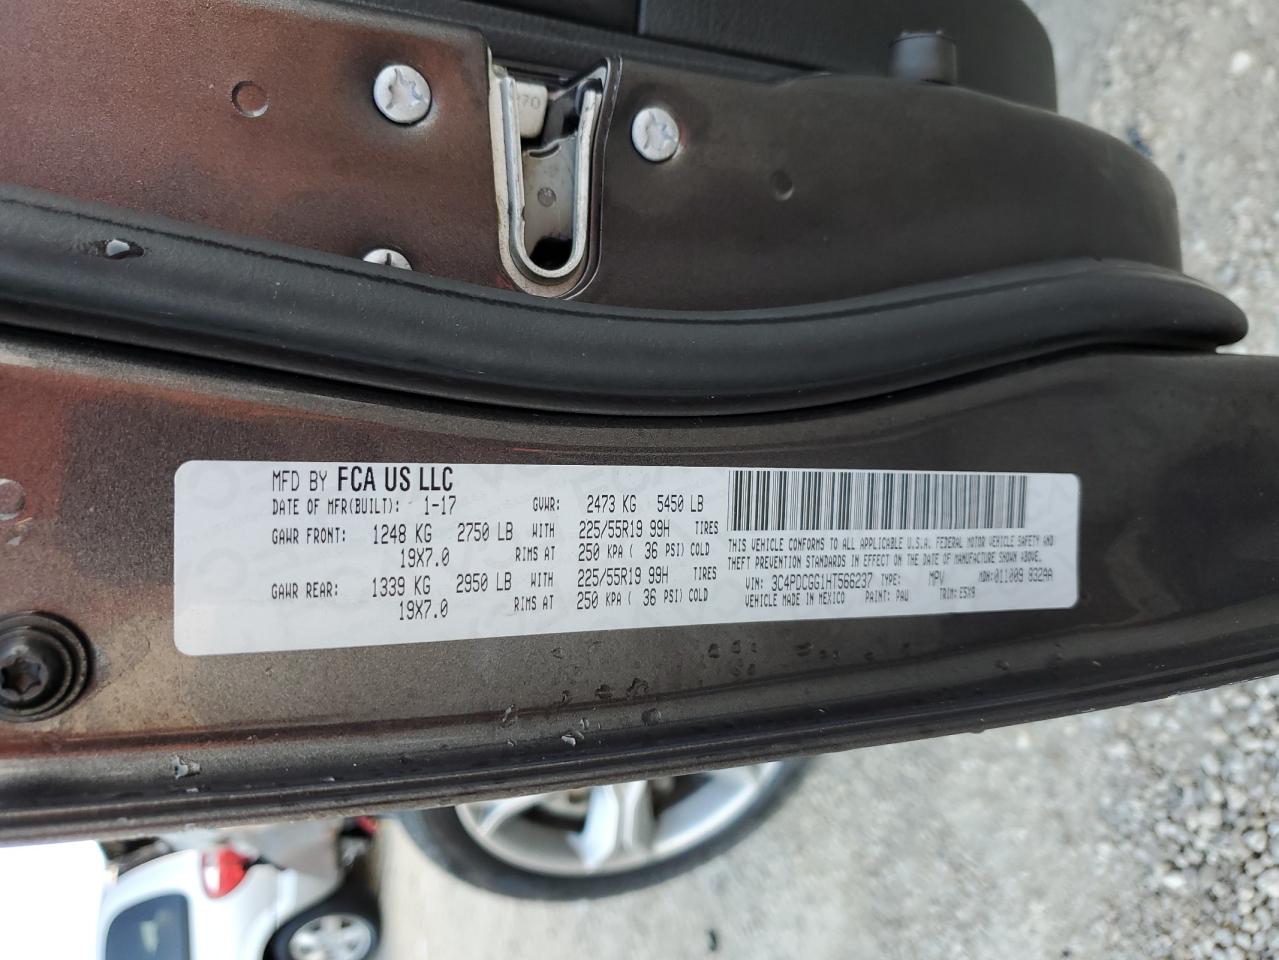 MFD BY FCA US LLC
DATE OF MFR(BUILT): 1-17 GVWR: 2473 KG 5450 LB
GAWR FRONT: 1248 KG 2750 LB WITH 225/55R19 99H TIRES
19X7.0 RIMS AT 250 KPA ( 36 PSI) COLD
GAWR REAR: 1339 KG 2950 LB WITH 225/55R19 99H TIRES
19X7.0 RIMS AT 250 KPA ( 36 PSI) COLD
THIS VEHICLE CONFORMS TO ALL APPLICABLE U.S.A. FEDERAL MOTOR VEHICLE SAFETY AND
THEFT PREVENTION STANDARDS IN EFFECT ON THE DATE OF MANUFACTURE SHOWN ABOVE.
VIN: 3C4PDCGG1HT566237 TYPE: MPV MDH:011009 832AA
VEHICLE MADE IN MEXICO PAINT: PAU TRIM: E5X9